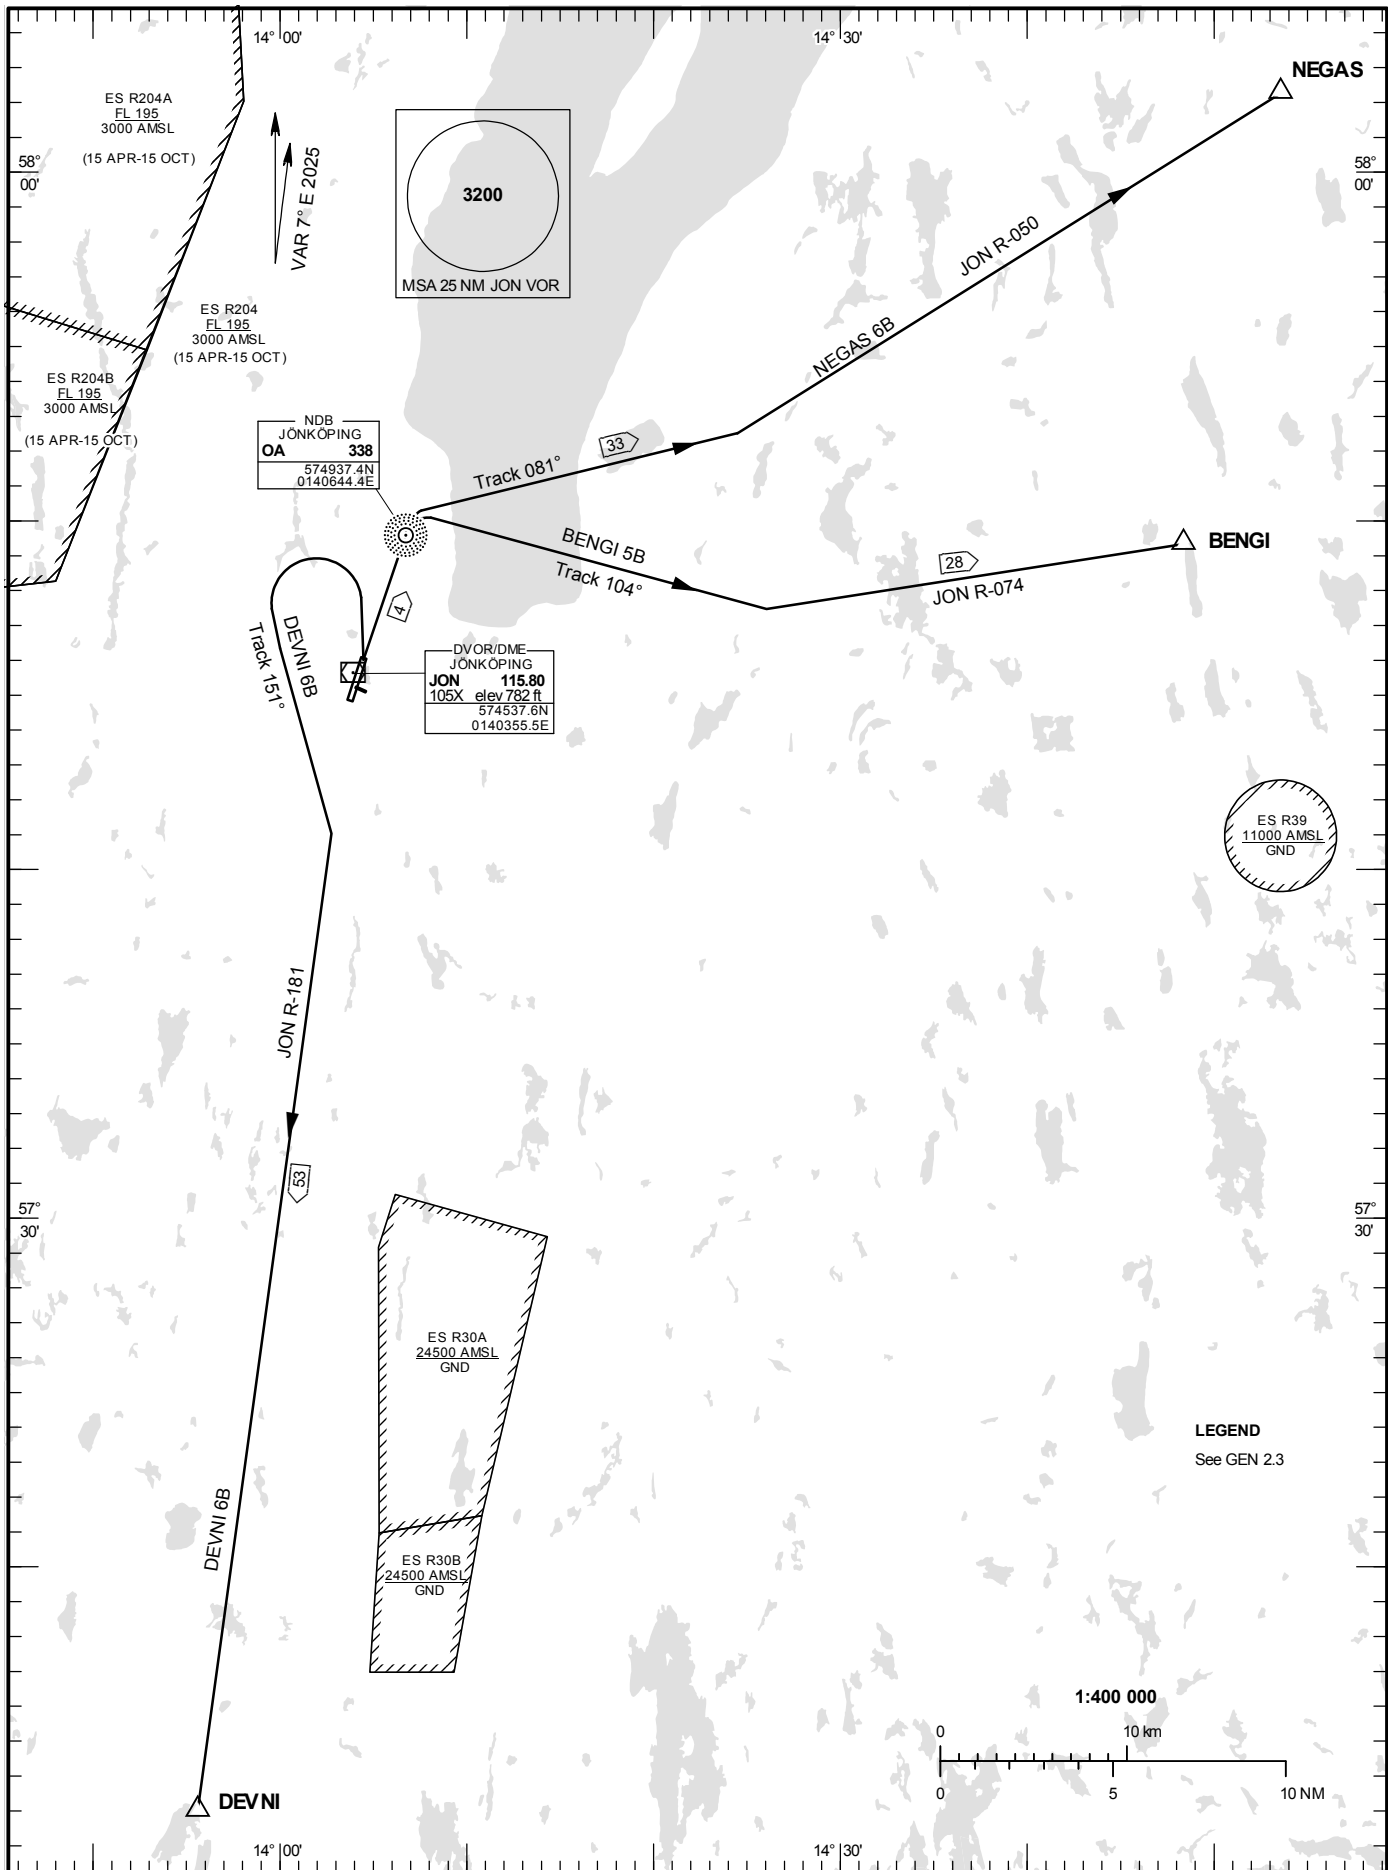 14° 00'
14° 30'
NEGAS
ES R204A
FL 195
3000 AMSL
(15 APR-15 OCT)
58°
00'
58°
00'
VAR 7° E 2025
3200
MSA 25 NM JON VOR
JON R-050
ES R204
FL 195
3000 AMSL
(15 APR-15 OCT)
NEGAS 6B
ES R204B
FL 195
3000 AMSL
(15 APR-15 OCT)
NDB
JÖNKÖPING
OA 338
574937.4N
0140644.4E
33
Track 081°
BENGI 5B
Track 104°
BENGI
28
JON R-074
4
DEVNI 6B
Track 151°
DVOR/DME
JÖNKÖPING
JON 115.80
105X elev 782 ft
574537.6N
0140355.5E
ES R39
11000 AMSL
GND
JON R-181
53
57°
30'
57°
30'
ES R30A
24500 AMSL
GND
LEGEND
See GEN 2.3
DEVNI 6B
ES R30B
24500 AMSL
GND
1:400 000
0 10 km
0 5 10 NM
DEVNI
14° 00'
14° 30'